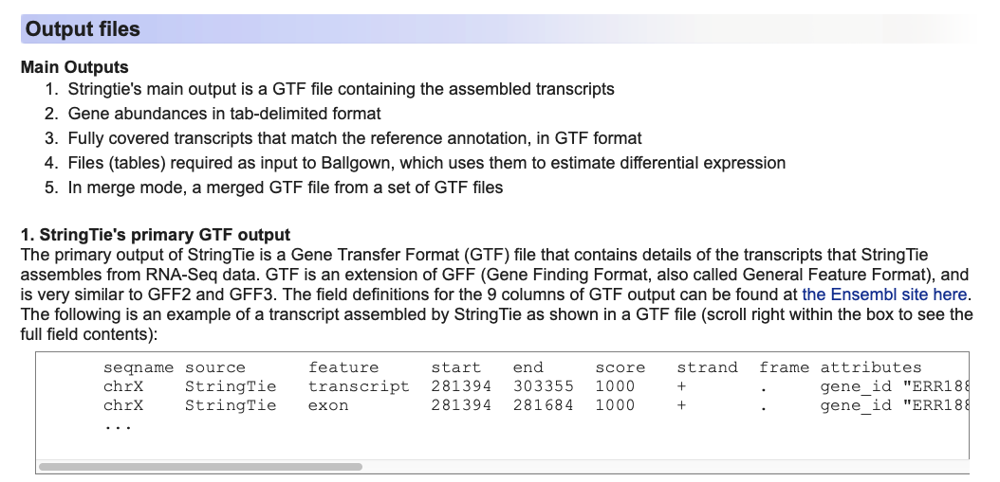 Output files
Main Outputs
1. Stringtie's main output is a GTF file containing the assembled transcripts
2. Gene abundances in tab-delimited format
3. Fully covered transcripts that match the reference annotation, in GTF format
4. Files (tables) required as input to Ballgown, which uses them to estimate differential expression
5. In merge mode, a merged GTF file from a set of GTF files
1. StringTie's primary GTF output
The primary output of StringTie is a Gene Transfer Format (GTF) file that contains details of the transcripts that StringTie
assembles from RNA-Seq data. GTF is an extension of GFF (Gene Finding Format, also called General Feature Format), and
is very similar to GFF2 and GFF3. The field definitions for the 9 columns of GTF output can be found at the Ensembl site here.
The following is an example of a transcript assembled by StringTie as shown in a GTF file (scroll right within the box to see the
full field contents):
seqname source feature start end score strand frame attributes
chrX StringTie transcript 281394 303355 1000 + . gene_id "ERR188
chrX StringTie exon 281394 281684 1000 + . gene_id "ERR188
...